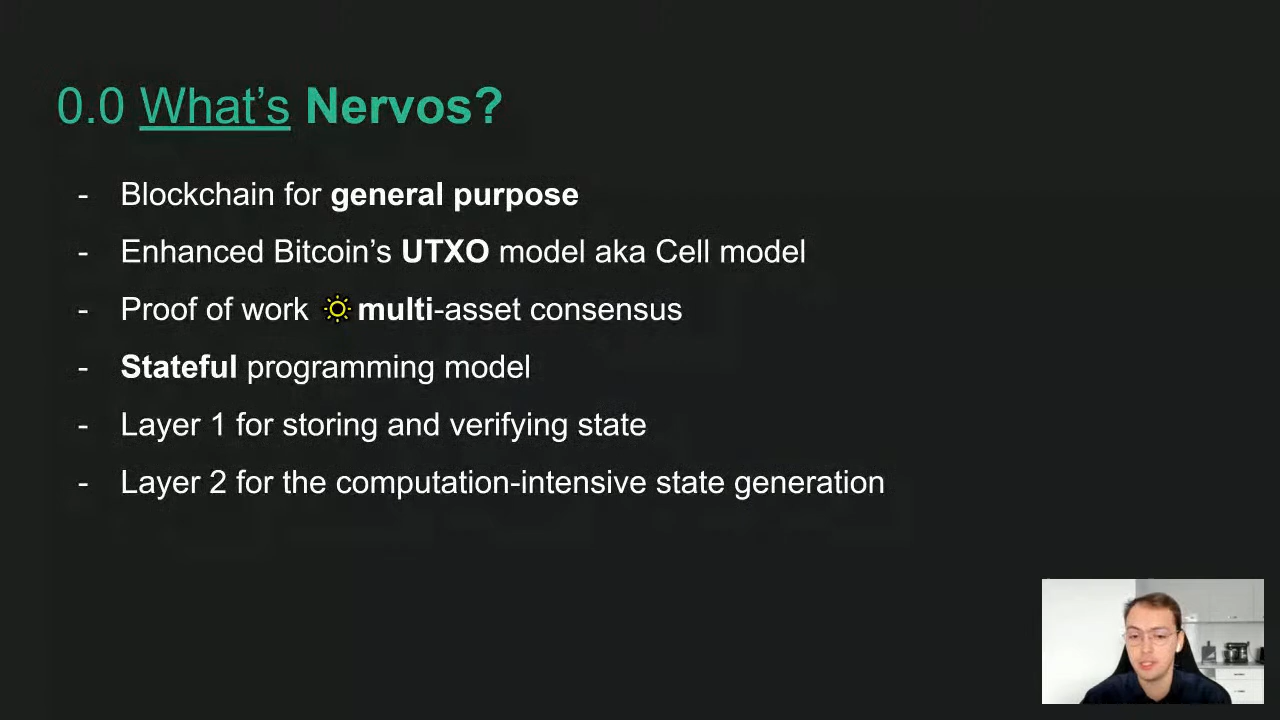 0.0 What's Nervos?
- Blockchain for general purpose
- Enhanced Bitcoin's UTXO model aka Cell model
- Proof of work 🔅 multi-asset consensus
- Stateful programming model
- Layer 1 for storing and verifying state
- Layer 2 for the computation-intensive state generation